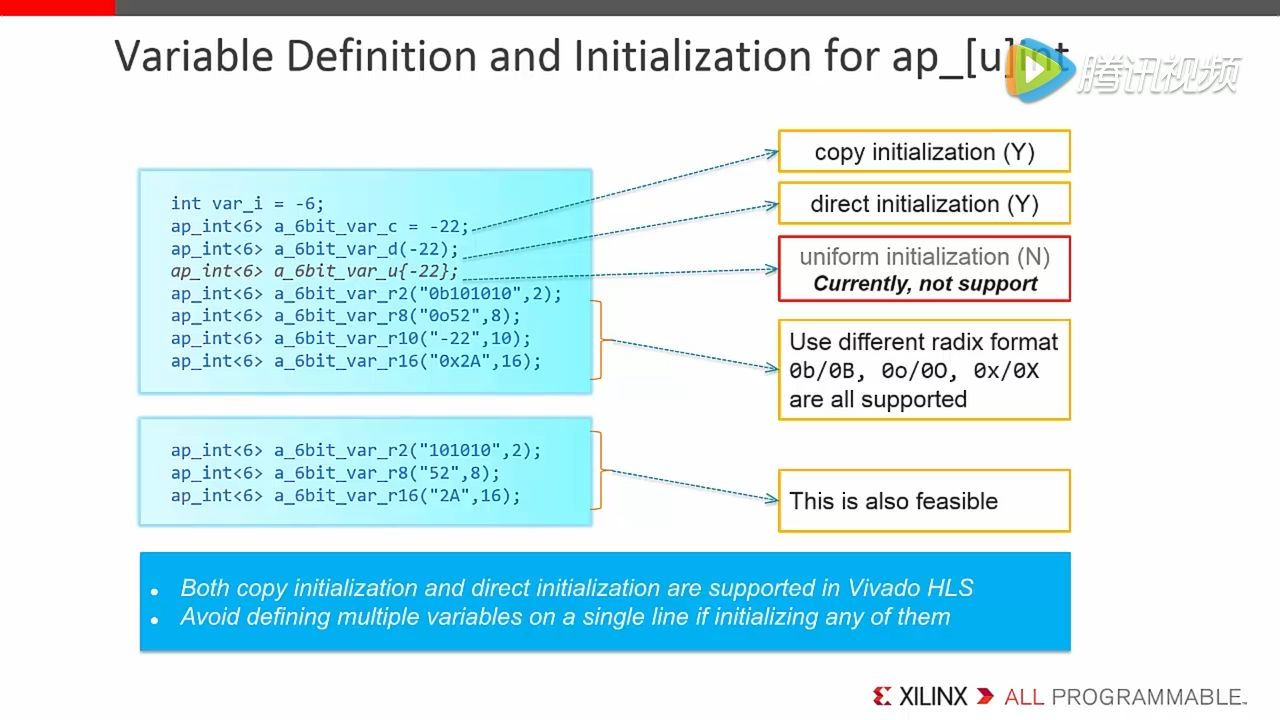 Variable Definition and Initialization for ap_[u]int
腾讯视频
int var_i = -6;
ap_int<6> a_6bit_var_c = -22;
ap_int<6> a_6bit_var_d(-22);
ap_int<6> a_6bit_var_u{-22};
ap_int<6> a_6bit_var_r2("0b101010",2);
ap_int<6> a_6bit_var_r8("0o52",8);
ap_int<6> a_6bit_var_r10("-22",10);
ap_int<6> a_6bit_var_r16("0x2A",16);
copy initialization (Y)
direct initialization (Y)
uniform initialization (N)
Currently, not support
Use different radix format
0b/0B, 0o/0O, 0x/0X
are all supported
ap_int<6> a_6bit_var_r2("101010",2);
ap_int<6> a_6bit_var_r8("52",8);
ap_int<6> a_6bit_var_r16("2A",16);
This is also feasible
• Both copy initialization and direct initialization are supported in Vivado HLS
• Avoid defining multiple variables on a single line if initializing any of them
XILINX ALL PROGRAMMABLE™